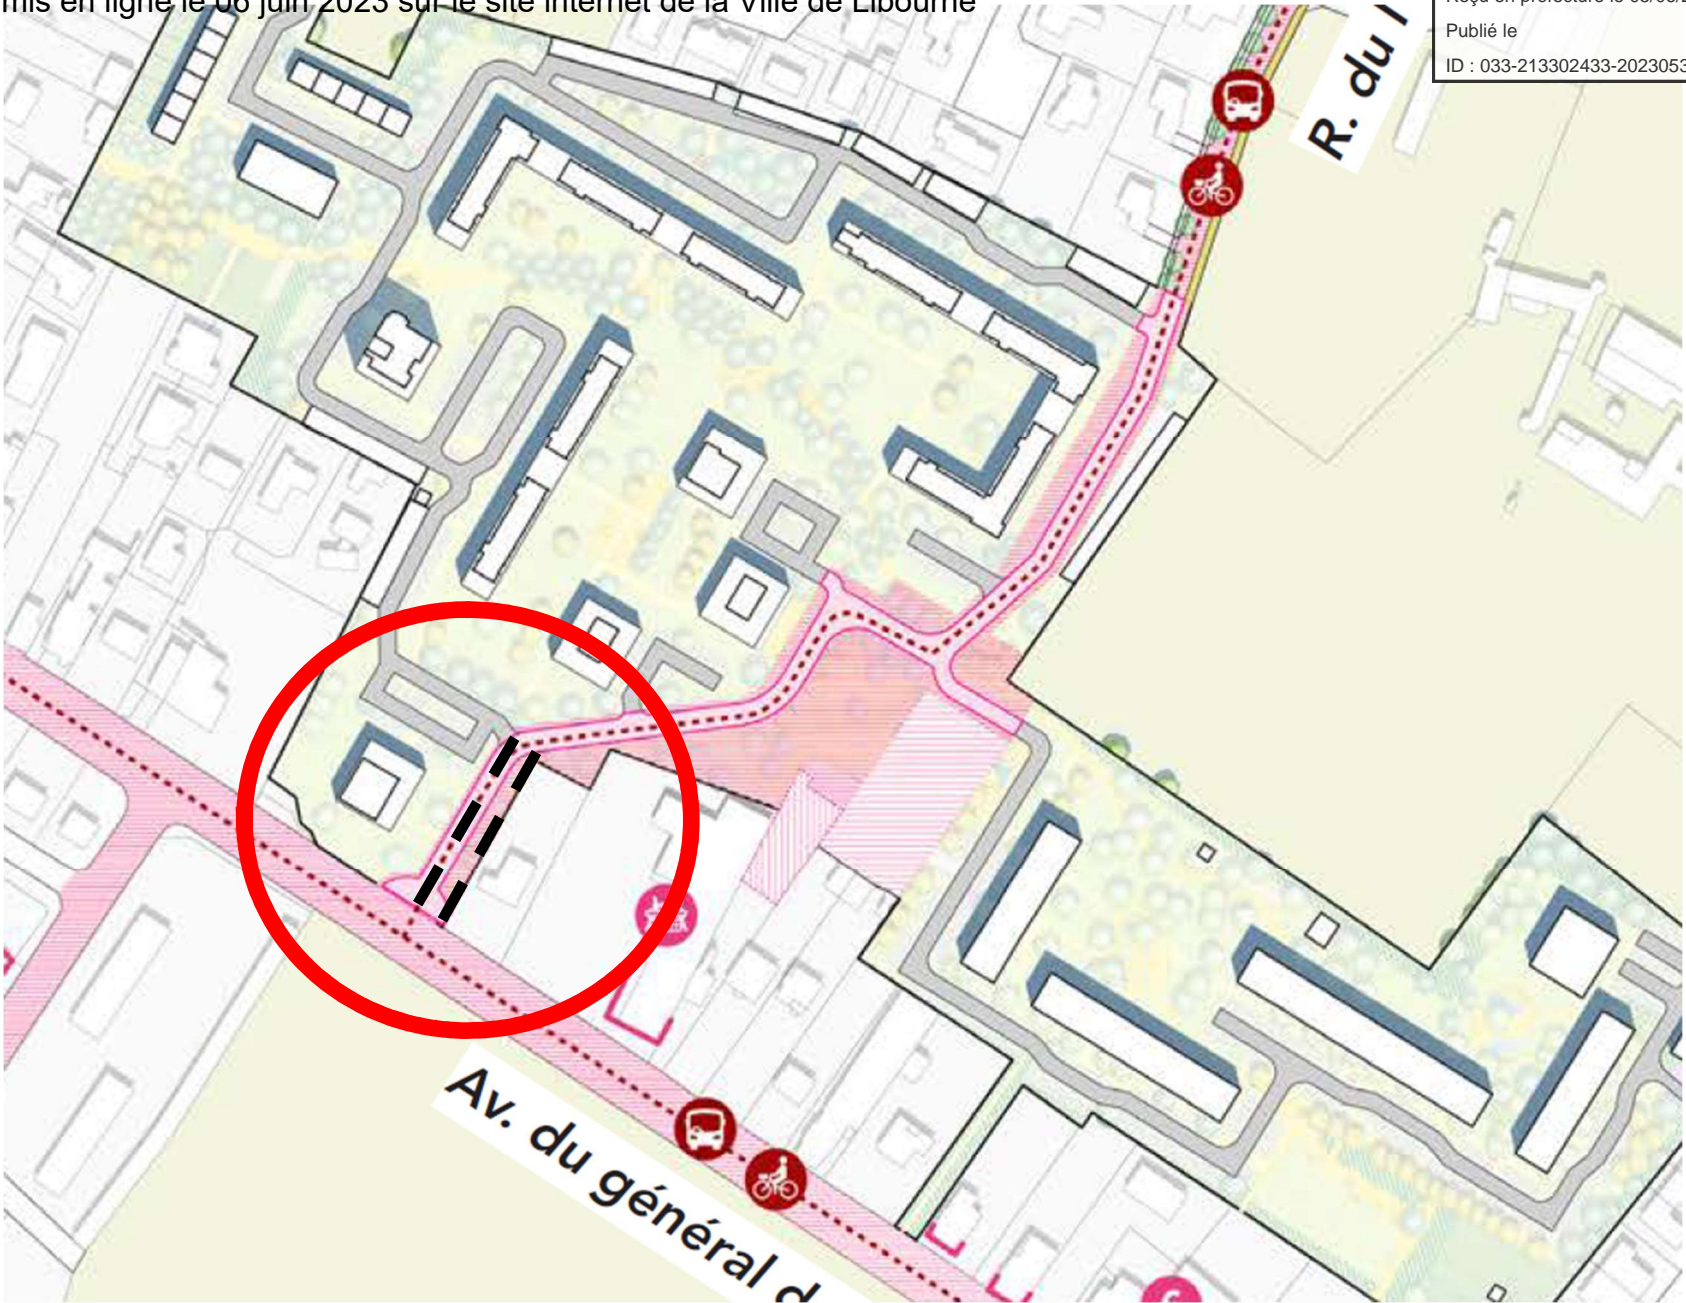 mis en ligne le 06 juin 2023 sur le site internet de la Ville de Libourne
Publié le
ID : 033-213302433-2023053
R. du
Av. du général d